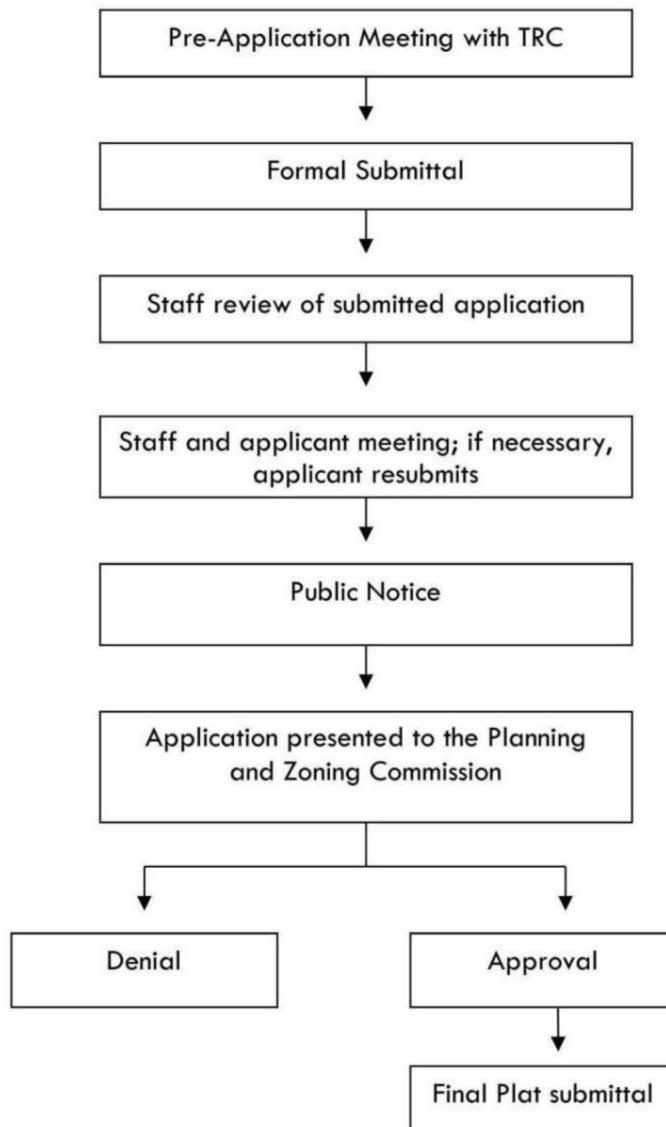 Pre-Application Meeting with TRC
Formal Submittal
Staff review of submitted application
Staff and applicant meeting; if necessary,
applicant resubmits
Public Notice
Application presented to the Planning
and Zoning Commission
Denial
Approval
Final Plat submittal